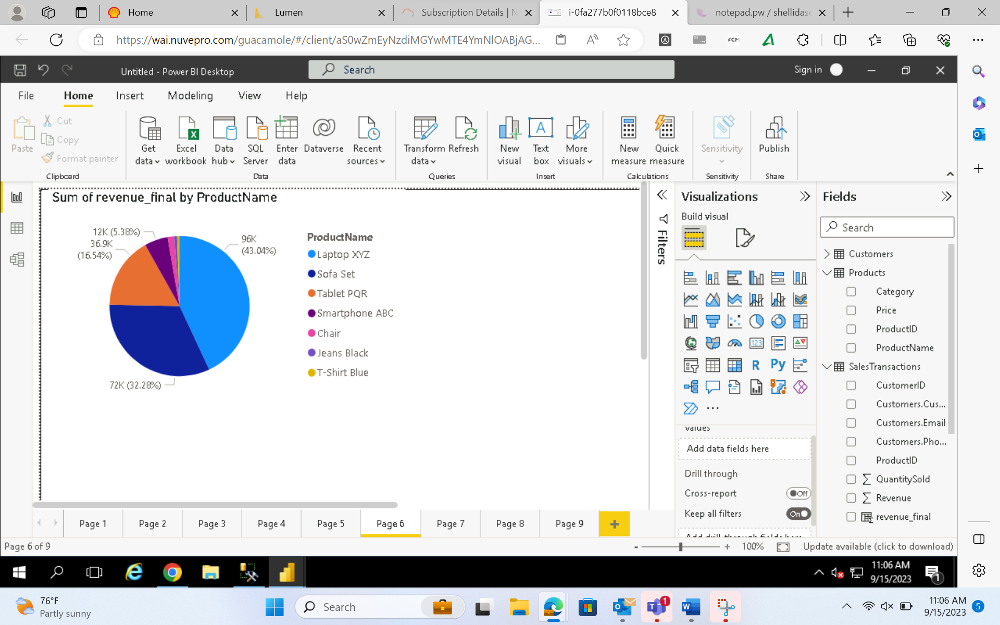 Home
Lumen
Subscription Details | N
i-0fa277b0f0118bce8
notepad.pw / shellidase
https://wai.nuvepro.com/guacamole/#/client/aS0wZmEyNzdiMGYwMTE4YmNlOABjAG...
FCM
Untitled - Power BI Desktop
Search
Sign in
File
Home
Insert
Modeling
View
Help
Paste
Cut
Copy
Format painter
Clipboard
Get data
Excel workbook
Data hub
SQL Server
Enter data
Dataverse
Recent sources
Data
Transform data
Refresh
Queries
New visual
Text box
More visuals
Insert
New measure
Quick measure
Calculations
Sensitivity
Sensitivity
Publish
Share
Sum of revenue_final by ProductName
12K (5.38%)
36.9K
(16.54%)
96K
(43.04%)
72K (32.28%)
ProductName
Laptop XYZ
Sofa Set
Tablet PQR
Smartphone ABC
Chair
Jeans Black
T-Shirt Blue
Filters
Visualizations
Build visual
123
R
Py
Values
Add data fields here
Drill through
Cross-report
Off
Keep all filters
On
Add drill-through fields here
Fields
Search
Customers
Products
Category
Price
ProductID
ProductName
SalesTransactions
CustomerID
Customers.Cus...
Customers.Email
Customers.Pho...
ProductID
QuantitySold
Revenue
revenue_final
Page 1
Page 2
Page 3
Page 4
Page 5
Page 6
Page 7
Page 8
Page 9
Page 6 of 9
100%
Update available (click to download)
11:06 AM
9/15/2023
1
76°F
Partly sunny
Search
1
11:06 AM
9/15/2023
5